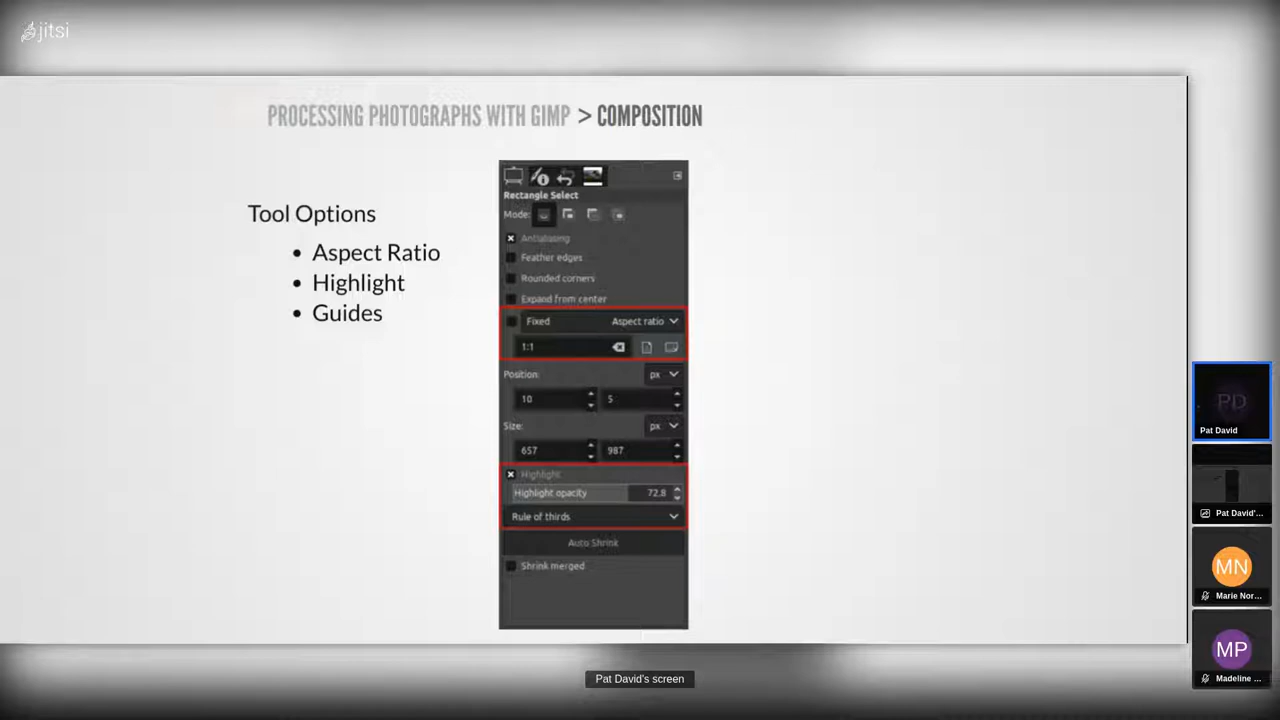 jitsi
PROCESSING PHOTOGRAPHS WITH GIMP > COMPOSITION
Tool Options
• Aspect Ratio
• Highlight
• Guides
Rectangle Select
Mode:
Antialiasing
Feather edges
Rounded corners
Expand from center
Fixed Aspect ratio
1:1
Position: px
10 5
Size: px
657 987
Highlight
Highlight opacity 72.8
Rule of thirds
Auto Shrink
Shrink merged
PD
Pat David
Pat David'...
MN
Marie Nor...
MP
Madeline ...
Pat David's screen